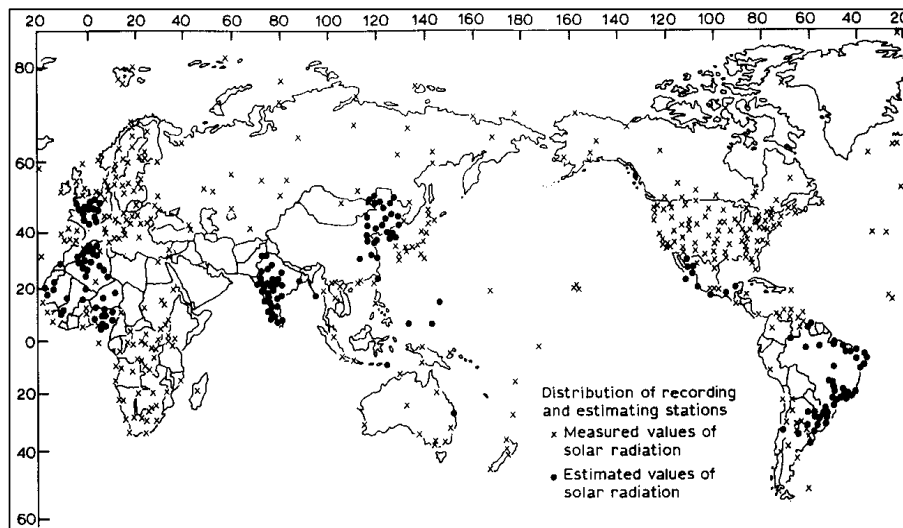 20 0 20 40 60 80 100 120 140 160 180 160 140 120 100 80 60 40 20
80
60
40
20
0
20
40
60
Distribution of recording
and estimating stations
× Measured values of
solar radiation
• Estimated values of
solar radiation